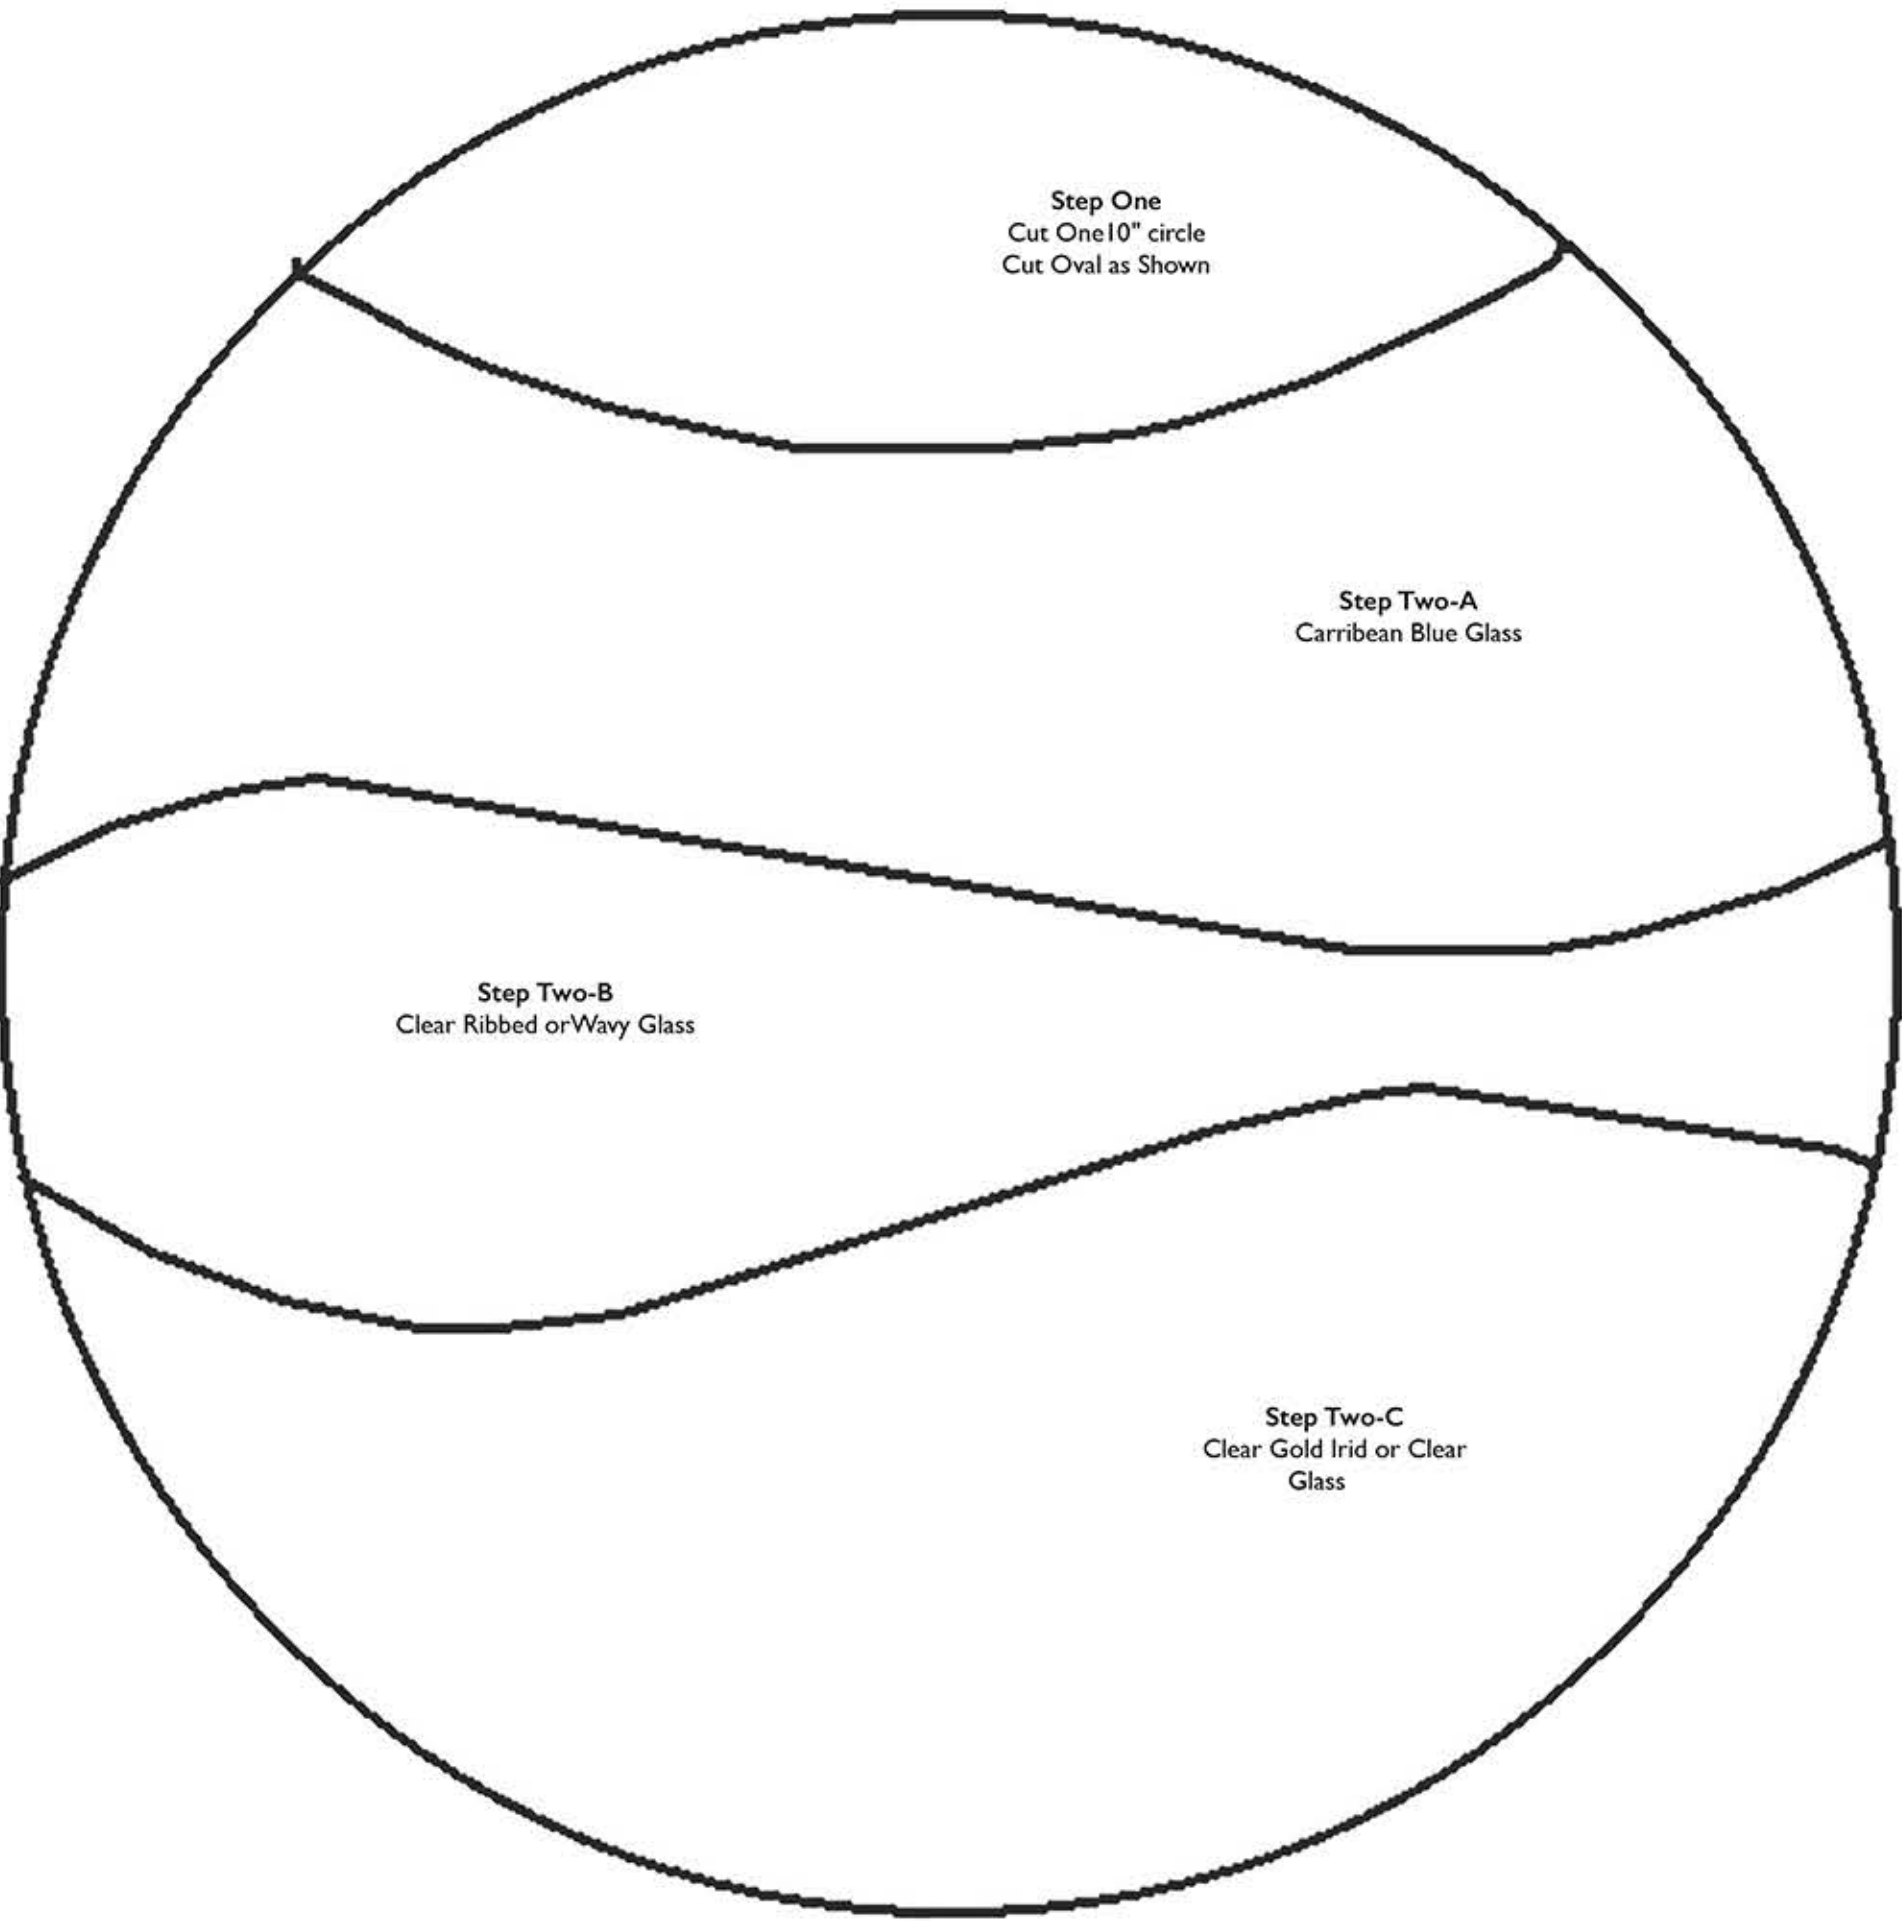 Step One
Cut One10" circle
Cut Oval as Shown
Step Two-A
Carribean Blue Glass
Step Two-B
Clear Ribbed orWavy Glass
Step Two-C
Clear Gold Irid or Clear
Glass